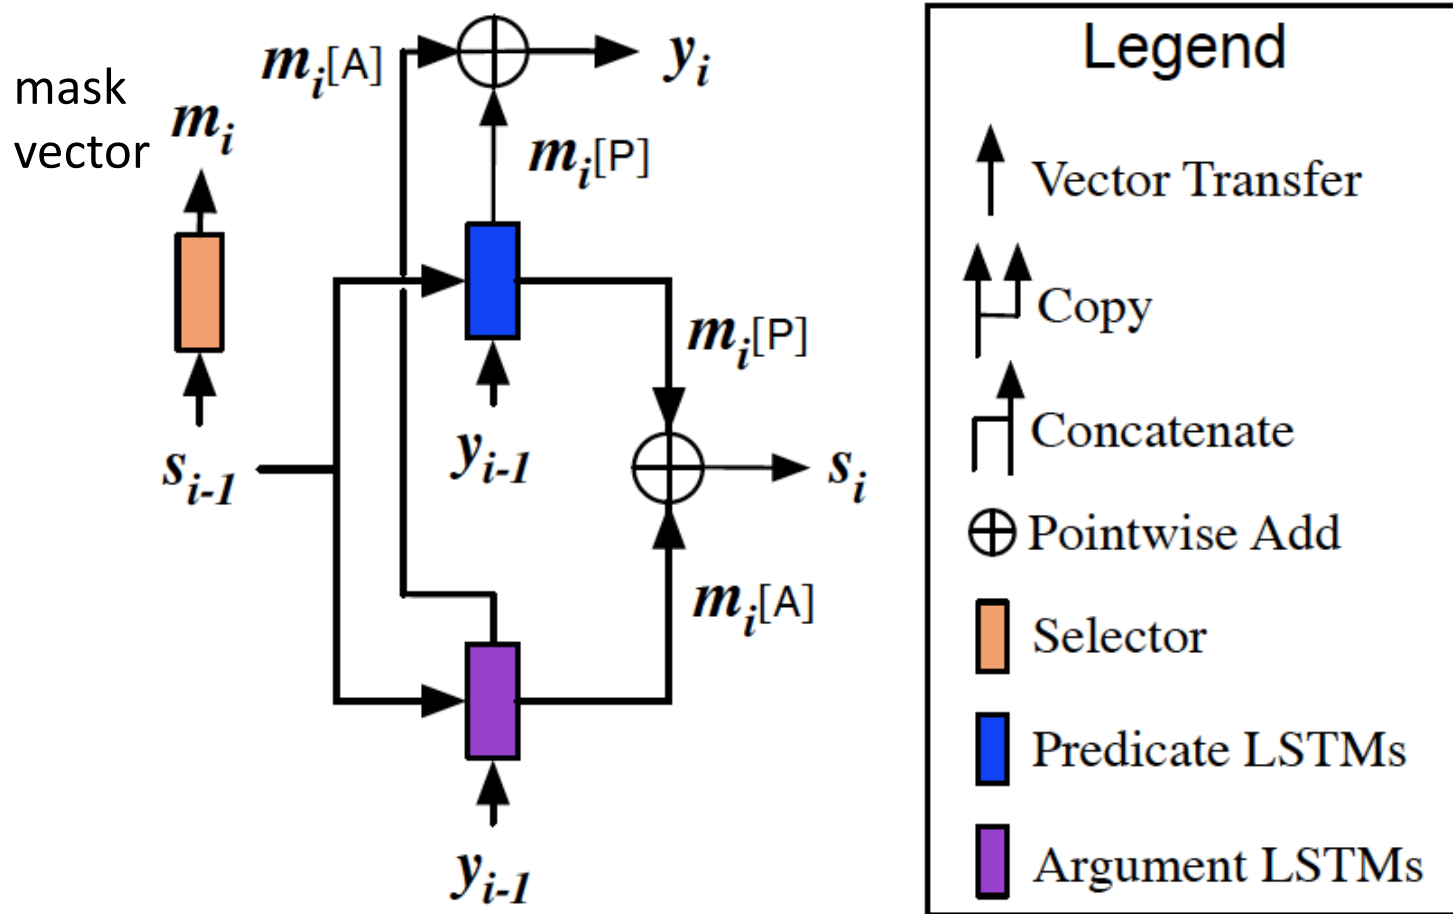 mask
vector
m_i
s_{i-1}
m_i[A]
y_i
m_i[P]
y_{i-1}
m_i[P]
s_i
m_i[A]
y_{i-1}
Legend
Vector Transfer
Copy
Concatenate
Pointwise Add
Selector
Predicate LSTMs
Argument LSTMs